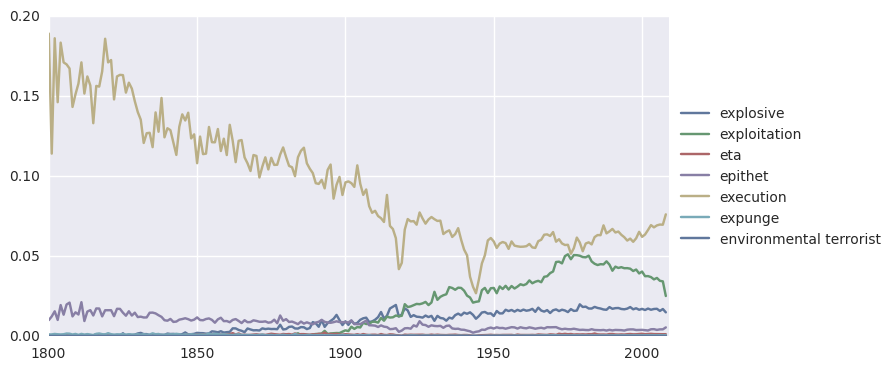 0.20
0.15
0.10
0.05
0.00
1800
1850
1900
1950
2000
explosive
exploitation
eta
epithet
execution
expunge
environmental terrorist